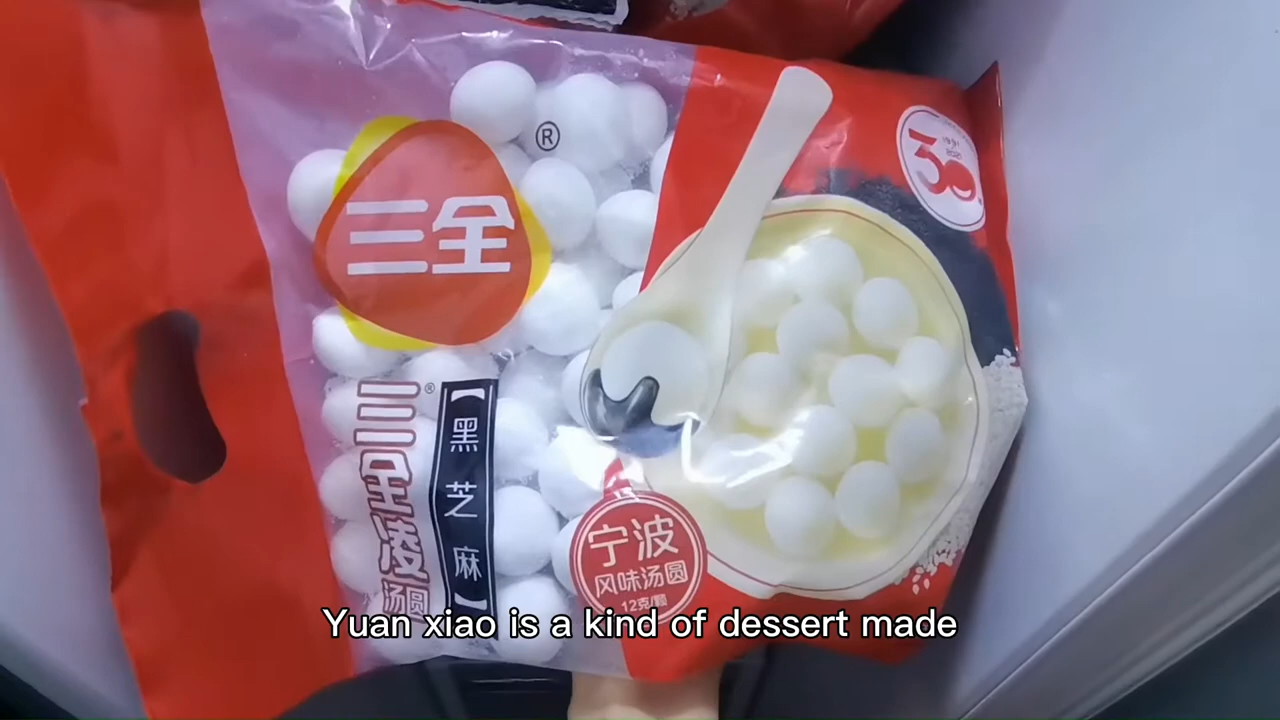 三全
®
三全凌
®
汤圆
【黑芝麻】
宁波
风味汤圆
12克/颗
30
Yuan xiao is a kind of dessert made